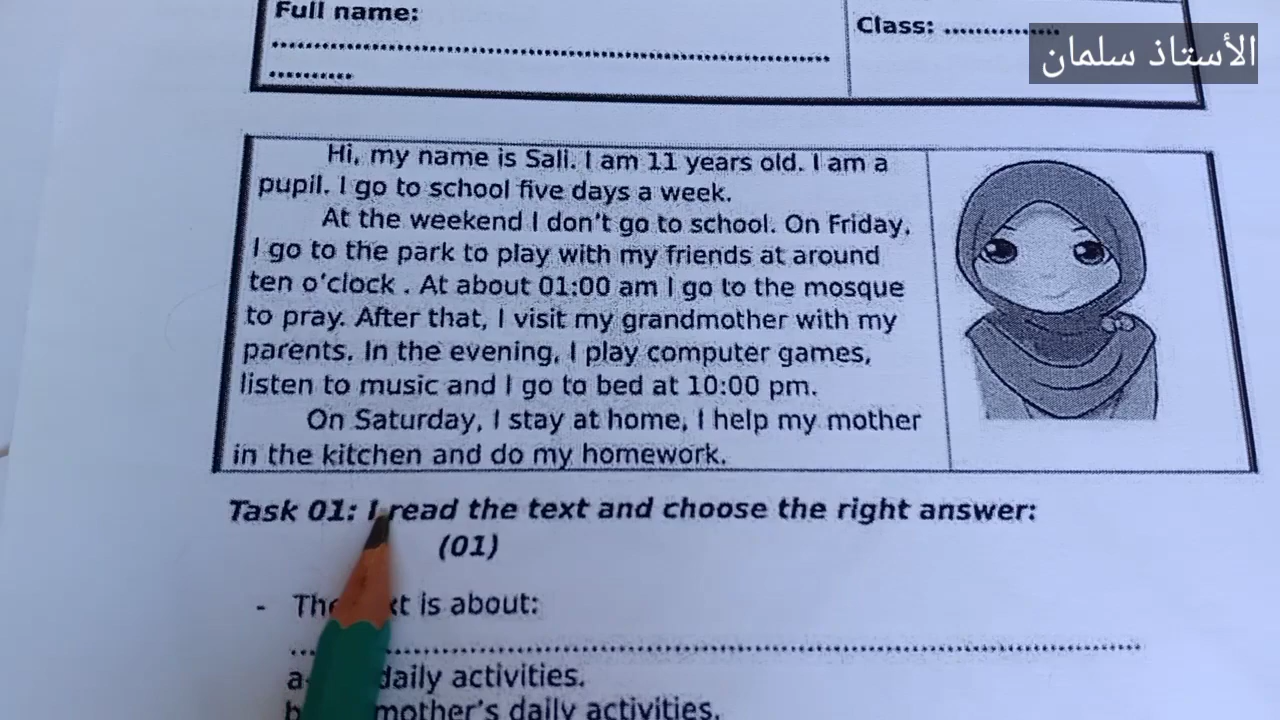 Full name:
Class: ...............
الأستاذ سلمان
................................................................................
............
Hi, my name is Sali. I am 11 years old. I am a
pupil. I go to school five days a week.
At the weekend I don't go to school. On Friday,
I go to the park to play with my friends at around
ten o'clock . At about 01:00 am I go to the mosque
to pray. After that, I visit my grandmother with my
parents. In the evening, I play computer games,
listen to music and I go to bed at 10:00 pm.
On Saturday, I stay at home, I help my mother
in the kitchen and do my homework.
Task 01: I read the text and choose the right answer:
(01)
- is about:
................................................................................
a- daily activities.
b mother's daily activities.